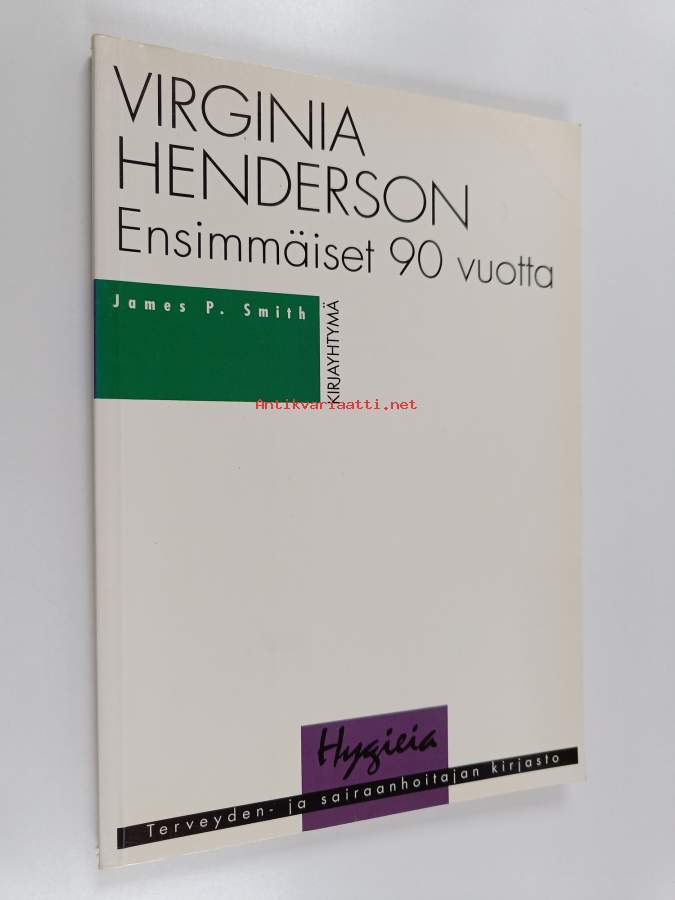 VIRGINIA
HENDERSON
Ensimmäiset 90 vuotta
James P. Smith
KIRJAYHTYMÄ
Antikvariaatti.net
Hygieia
Terveyden- ja sairaanhoitajan kirjasto